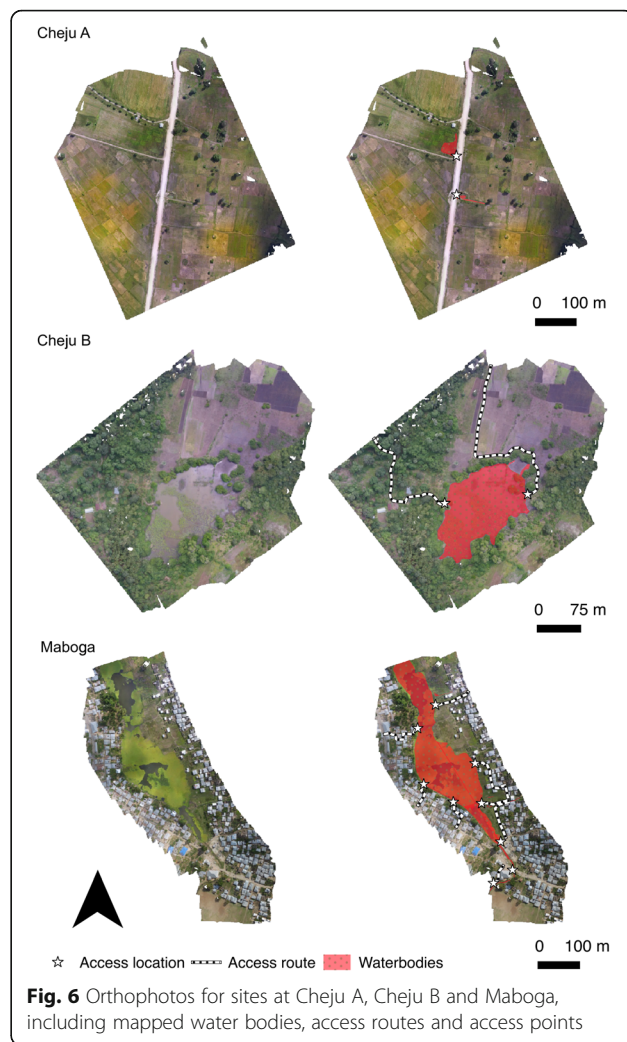 Cheju A
0 100 m
Cheju B
0 75 m
Maboga
0 100 m
Access location Access route Waterbodies
Fig. 6 Orthophotos for sites at Cheju A, Cheju B and Maboga,
including mapped water bodies, access routes and access points